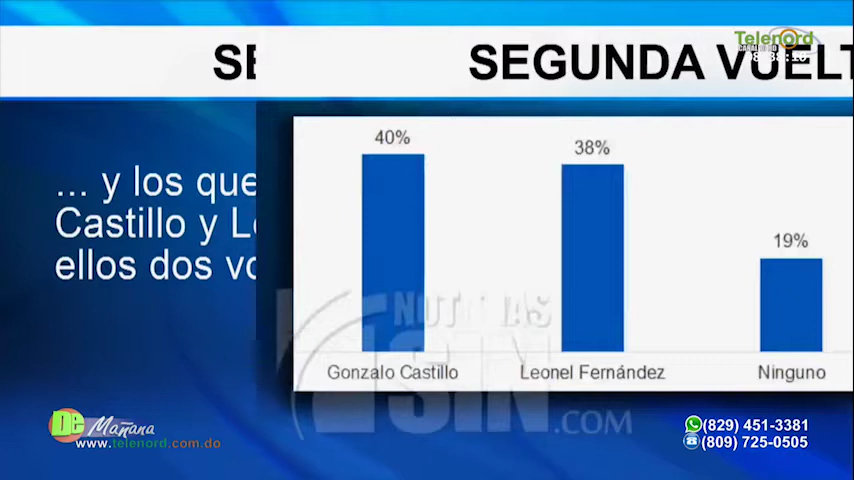 Telenord
SE
SEGUNDA VUELT
40%
38%
19%
... y los que
Castillo y Le
ellos dos vo
NOTICIAS
SIN
.COM
Gonzalo Castillo
Leonel Fernández
Ninguno
De Mañana
www.telenord.com.do
(829) 451-3381
(809) 725-0505